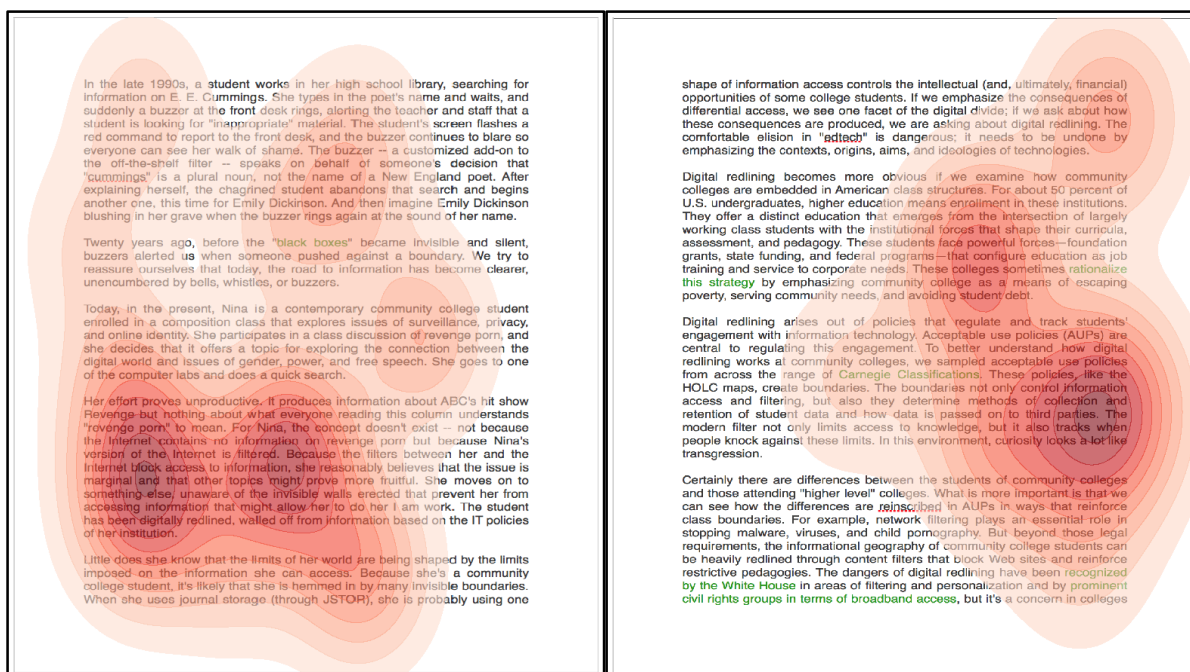 In the late 1990s, a student works in her high school library, searching for
information on E. E. Cummings. She types in the poet's name and waits, and
suddenly a buzzer at the front desk rings, alerting the teacher and staff that a
student is looking for "inappropriate" material. The student's screen flashes a
red command to report to the front desk, and the buzzer continues to blare so
everyone can see her walk of shame. The buzzer -- a customized add-on to
the off-the-shelf filter -- speaks on behalf of someone's decision that
"cummings" is a plural noun, not the name of a New England poet. After
explaining herself, the chagrined student abandons that search and begins
another one, this time for Emily Dickinson. And then imagine Emily Dickinson
blushing in her grave when the buzzer rings again at the sound of her name.
Twenty years ago, before the "black boxes" became invisible and silent,
buzzers alerted us when someone pushed against a boundary. We try to
reassure ourselves that today, the road to information has become clearer,
unencumbered by bells, whistles, or buzzers.
Today, in the present, Nina is a contemporary community college student
enrolled in a composition class that explores issues of surveillance, privacy,
and online identity. She participates in a class discussion of revenge porn, and
she decides that it offers a topic for exploring the connection between the
digital world and issues of gender, power, and free speech. She goes to one
of the computer labs and does a quick search.
Her effort proves unproductive. It produces information about ABC's hit show
Revenge but nothing about what everyone reading this column understands
"revenge porn" to mean. For Nina, the concept doesn't exist -- not because
the Internet contains no information on revenge porn but because Nina's
version of the Internet is filtered. Because the filters between her and the
Internet block access to information, she reasonably believes that the issue is
marginal and that other topics might prove more fruitful. She moves on to
something else, unaware of the invisible walls erected that prevent her from
accessing information that might allow her to do her I am work. The student
has been digitally redlined, walled off from information based on the IT policies
of her institution.
Little does she know that the limits of her world are being shaped by the limits
imposed on the information she can access. Because she's a community
college student, it's likely that she is hemmed in by many invisible boundaries.
When she uses journal storage (through JSTOR), she is probably using one
shape of information access controls the intellectual (and, ultimately, financial)
opportunities of some college students. If we emphasize the consequences of
differential access, we see one facet of the digital divide; if we ask about how
these consequences are produced, we are asking about digital redlining. The
comfortable elision in "edtech" is dangerous; it needs to be undone by
emphasizing the contexts, origins, aims, and ideologies of technologies.
Digital redlining becomes more obvious if we examine how community
colleges are embedded in American class structures. For about 50 percent of
U.S. undergraduates, higher education means enrollment in these institutions.
They offer a distinct education that emerges from the intersection of largely
working class students with the institutional forces that shape their curricula,
assessment, and pedagogy. These students face powerful forces—foundation
grants, state funding, and federal programs—that configure education as job
training and service to corporate needs. These colleges sometimes rationalize
this strategy by emphasizing community college as a means of escaping
poverty, serving community needs, and avoiding student debt.
Digital redlining arises out of policies that regulate and track students'
engagement with information technology. Acceptable use policies (AUPs) are
central to regulating this engagement. To better understand how digital
redlining works at community colleges, we sampled acceptable use policies
from across the range of Carnegie Classifications. These policies, like the
HOLC maps, create boundaries. The boundaries not only control information
access and filtering, but also they determine methods of collection and
retention of student data and how data is passed on to third parties. The
modern filter not only limits access to knowledge, but it also tracks when
people knock against these limits. In this environment, curiosity looks a lot like
transgression.
Certainly there are differences between the students of community colleges
and those attending "higher level" colleges. What is more important is that we
can see how the differences are reinscribed in AUPs in ways that reinforce
class boundaries. For example, network filtering plays an essential role in
stopping malware, viruses, and child pornography. But beyond those legal
requirements, the informational geography of community college students can
be heavily redlined through content filters that block Web sites and reinforce
restrictive pedagogies. The dangers of digital redlining have been recognized
by the White House in areas of filtering and personalization and by prominent
civil rights groups in terms of broadband access, but it's a concern in colleges